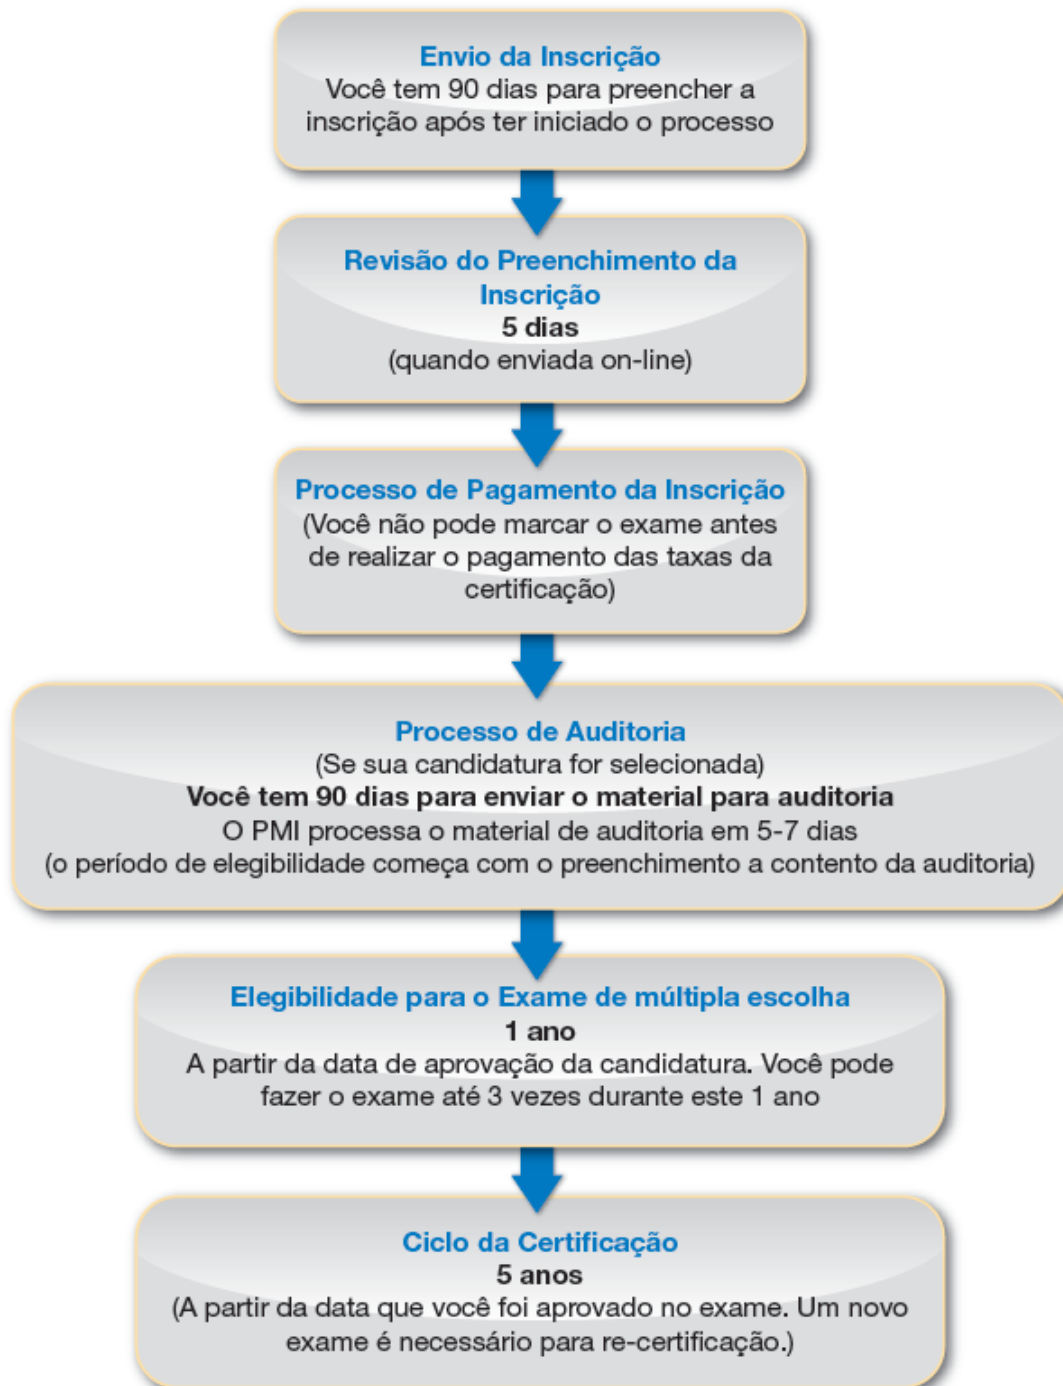 Envio da Inscrição
Você tem 90 dias para preencher a
inscrição após ter iniciado o processo
Revisão do Preenchimento da
Inscrição
5 dias
(quando enviada on-line)
Processo de Pagamento da Inscrição
(Você não pode marcar o exame antes
de realizar o pagamento das taxas da
certificação)
Processo de Auditoria
(Se sua candidatura for selecionada)
Você tem 90 dias para enviar o material para auditoria
O PMI processa o material de auditoria em 5-7 dias
(o período de elegibilidade começa com o preenchimento a contento da auditoria)
Elegibilidade para o Exame de múltipla escolha
1 ano
A partir da data de aprovação da candidatura. Você pode
fazer o exame até 3 vezes durante este 1 ano
Ciclo da Certificação
5 anos
(A partir da data que você foi aprovado no exame. Um novo
exame é necessário para re-certificação.)